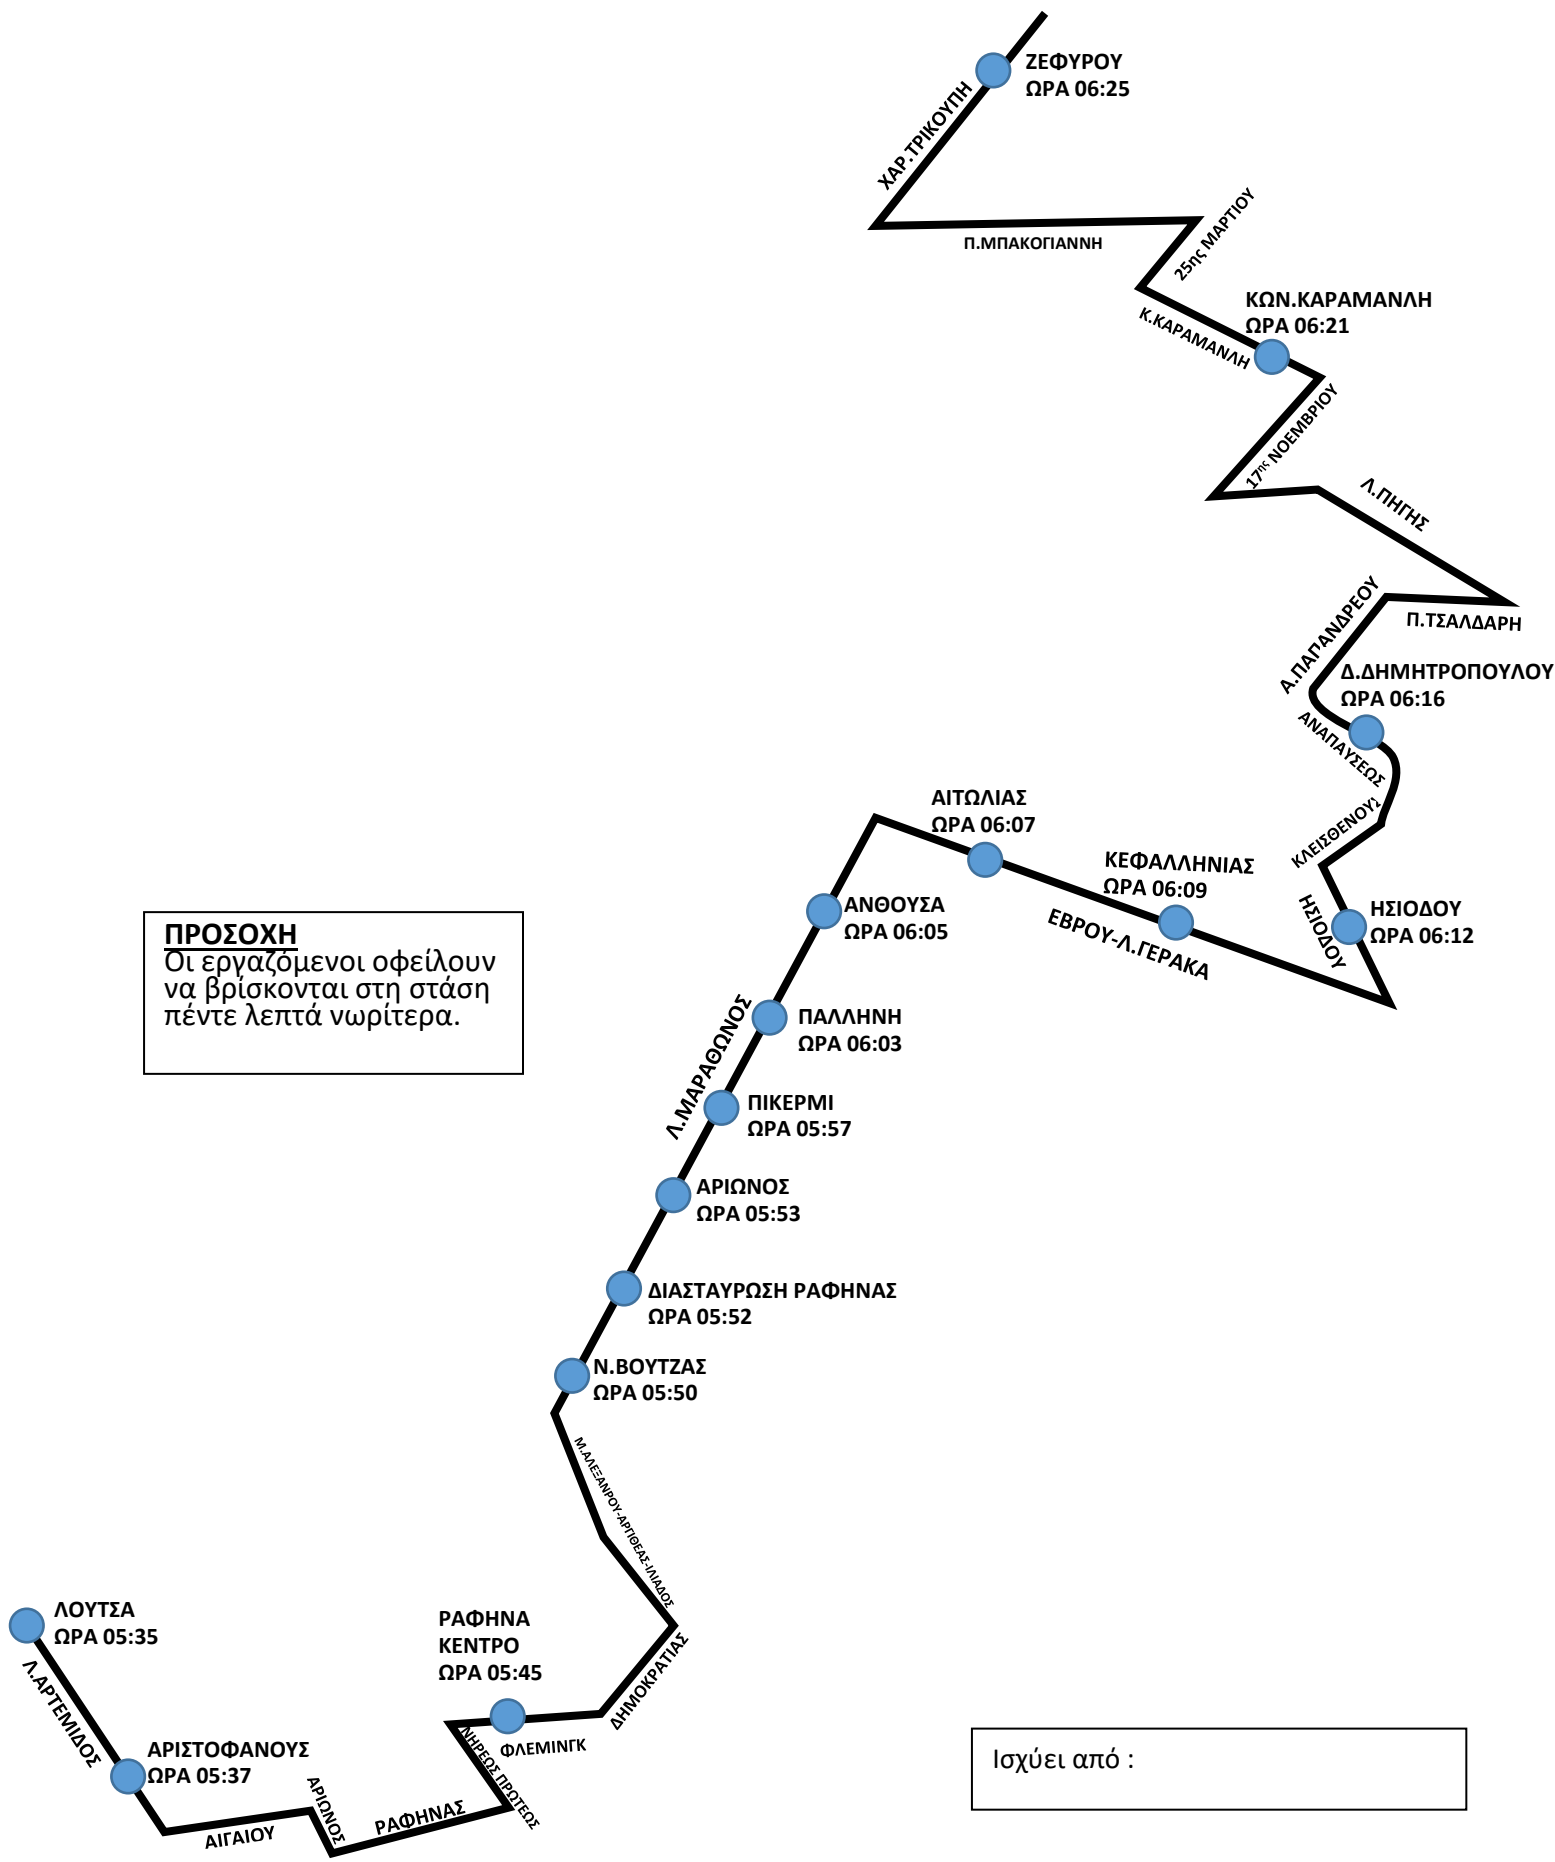 ΖΕΦΥΡΟΥ
ΩΡΑ 06:25
ΧΑΡ.ΤΡΙΚΟΥΠΗ
Π.ΜΠΑΚΟΓΙΑΝΝΗ
25ης ΜΑΡΤΙΟΥ
ΚΩΝ.ΚΑΡΑΜΑΝΛΗ
ΩΡΑ 06:21
Κ.ΚΑΡΑΜΑΝΛΗ
17ης ΝΟΕΜΒΡΙΟΥ
Λ.ΠΗΓΗΣ
Π.ΤΣΑΛΔΑΡΗ
Α.ΠΑΠΑΝΔΡΕΟΥ
Δ.ΔΗΜΗΤΡΟΠΟΥΛΟΥ
ΩΡΑ 06:16
ΑΝΑΠΑΥΣΕΩΣ
ΚΛΕΙΣΘΕΝΟΥΣ
ΗΣΙΟΔΟΥ
ΩΡΑ 06:12
ΗΣΙΟΔΟΥ
ΑΙΤΩΛΙΑΣ
ΩΡΑ 06:07
ΚΕΦΑΛΛΗΝΙΑΣ
ΩΡΑ 06:09
ΕΒΡΟΥ-Λ.ΓΕΡΑΚΑ
ΑΝΘΟΥΣΑ
ΩΡΑ 06:05
ΠΡΟΣΟΧΗ
Οι εργαζόμενοι οφείλουν
να βρίσκονται στη στάση
πέντε λεπτά νωρίτερα.
ΠΑΛΛΗΝΗ
ΩΡΑ 06:03
Λ.ΜΑΡΑΘΩΝΟΣ
ΠΙΚΕΡΜΙ
ΩΡΑ 05:57
ΑΡΙΩΝΟΣ
ΩΡΑ 05:53
ΔΙΑΣΤΑΥΡΩΣΗ ΡΑΦΗΝΑΣ
ΩΡΑ 05:52
Ν.ΒΟΥΤΖΑΣ
ΩΡΑ 05:50
Μ.ΑΛΕΞΑΝΡΟΥ-ΑΡΓΙΘΕΑΣ-ΙΛΙΑΔΟΣ
ΛΟΥΤΣΑ
ΩΡΑ 05:35
Λ.ΑΡΤΕΜΙΔΟΣ
ΡΑΦΗΝΑ
ΚΕΝΤΡΟ
ΩΡΑ 05:45
ΔΗΜΟΚΡΑΤΙΑΣ
ΦΛΕΜΙΝΓΚ
ΝΗΡΕΩΣ ΠΡΩΤΕΩΣ
ΑΡΙΣΤΟΦΑΝΟΥΣ
ΩΡΑ 05:37
ΑΙΓΑΙΟΥ
ΑΡΙΩΝΟΣ
ΡΑΦΗΝΑΣ
Ισχύει από :